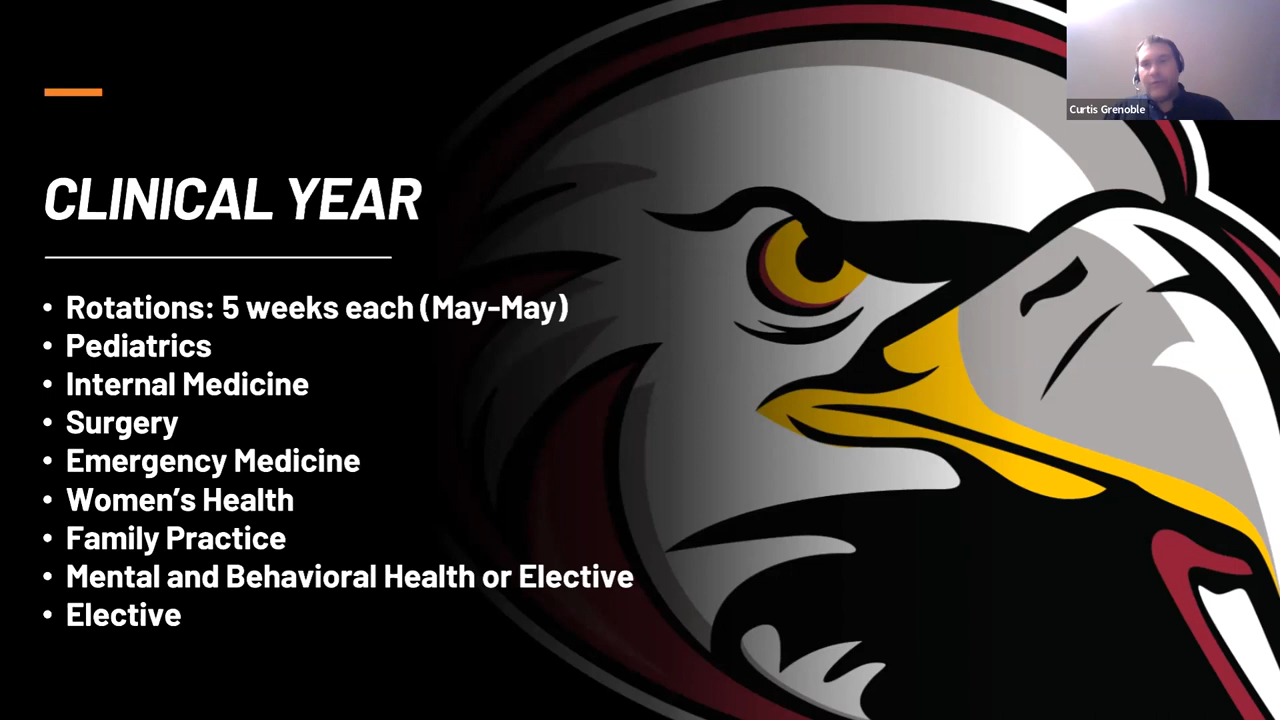 Curtis Grenoble
CLINICAL YEAR
• Rotations: 5 weeks each (May-May)
• Pediatrics
• Internal Medicine
• Surgery
• Emergency Medicine
• Women’s Health
• Family Practice
• Mental and Behavioral Health or Elective
• Elective